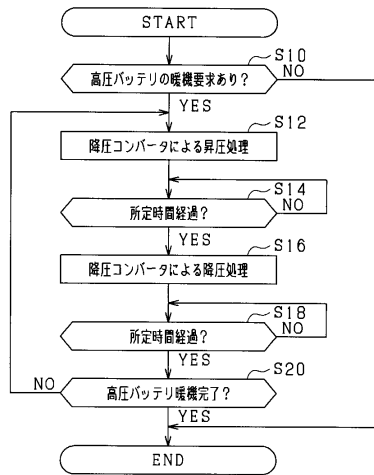 START
S10
高圧バッテリの暖機要求あり?
NO
YES
S12
降圧コンバータによる昇圧処理
S14
所定時間経過?
NO
YES
S16
降圧コンバータによる降圧処理
S18
所定時間経過?
NO
YES
S20
NO
高圧バッテリ暖機完了?
YES
END